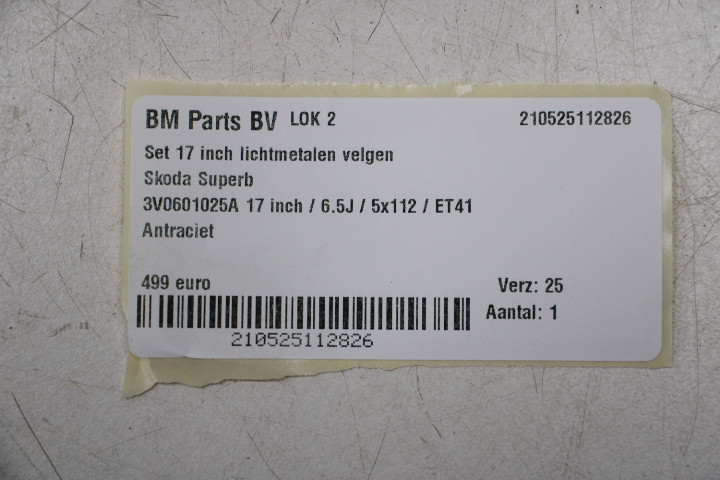 BM Parts BV LOK 2 210525112826
Set 17 inch lichtmetalen velgen
Skoda Superb
3V0601025A 17 inch / 6.5J / 5x112 / ET41
Antraciet
499 euro Verz: 25
Aantal: 1
210525112826